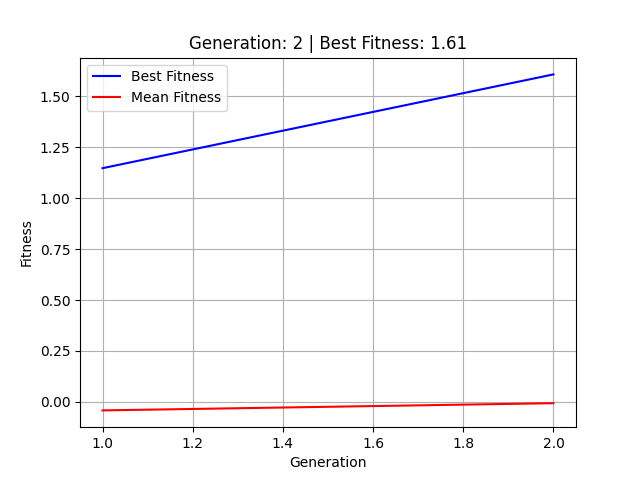 Generation: 2 | Best Fitness: 1.61
Best Fitness
Mean Fitness
1.50
1.25
1.00
0.75
0.50
0.25
0.00
Fitness
1.0 1.2 1.4 1.6 1.8 2.0
Generation